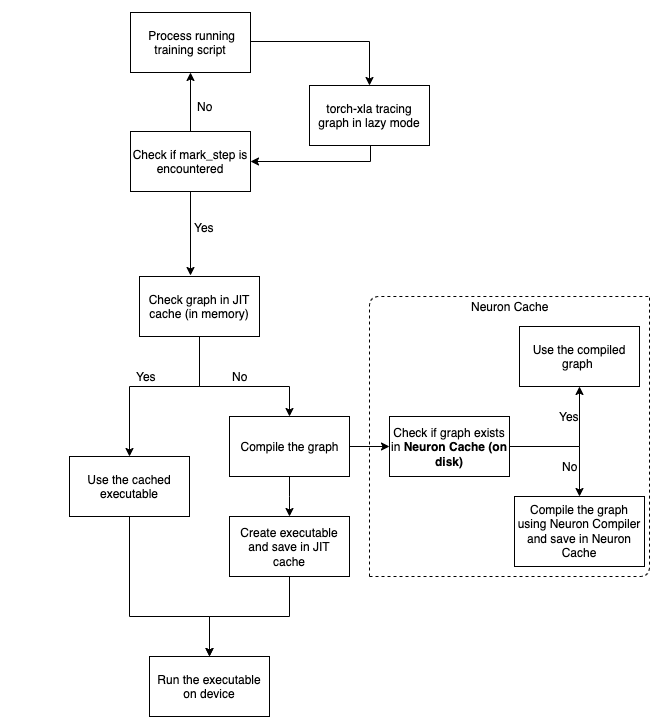 Process running
training script
torch-xla tracing
graph in lazy mode
No
Check if mark_step is
encountered
Yes
Check graph in JIT
cache (in memory)
Neuron Cache
Use the compiled
graph
Yes
No
Yes
Compile the graph
Check if graph exists
in Neuron Cache (on
disk)
No
Use the cached
executable
Create executable
and save in JIT
cache
Compile the graph
using Neuron Compiler
and save in Neuron
Cache
Run the executable
on device